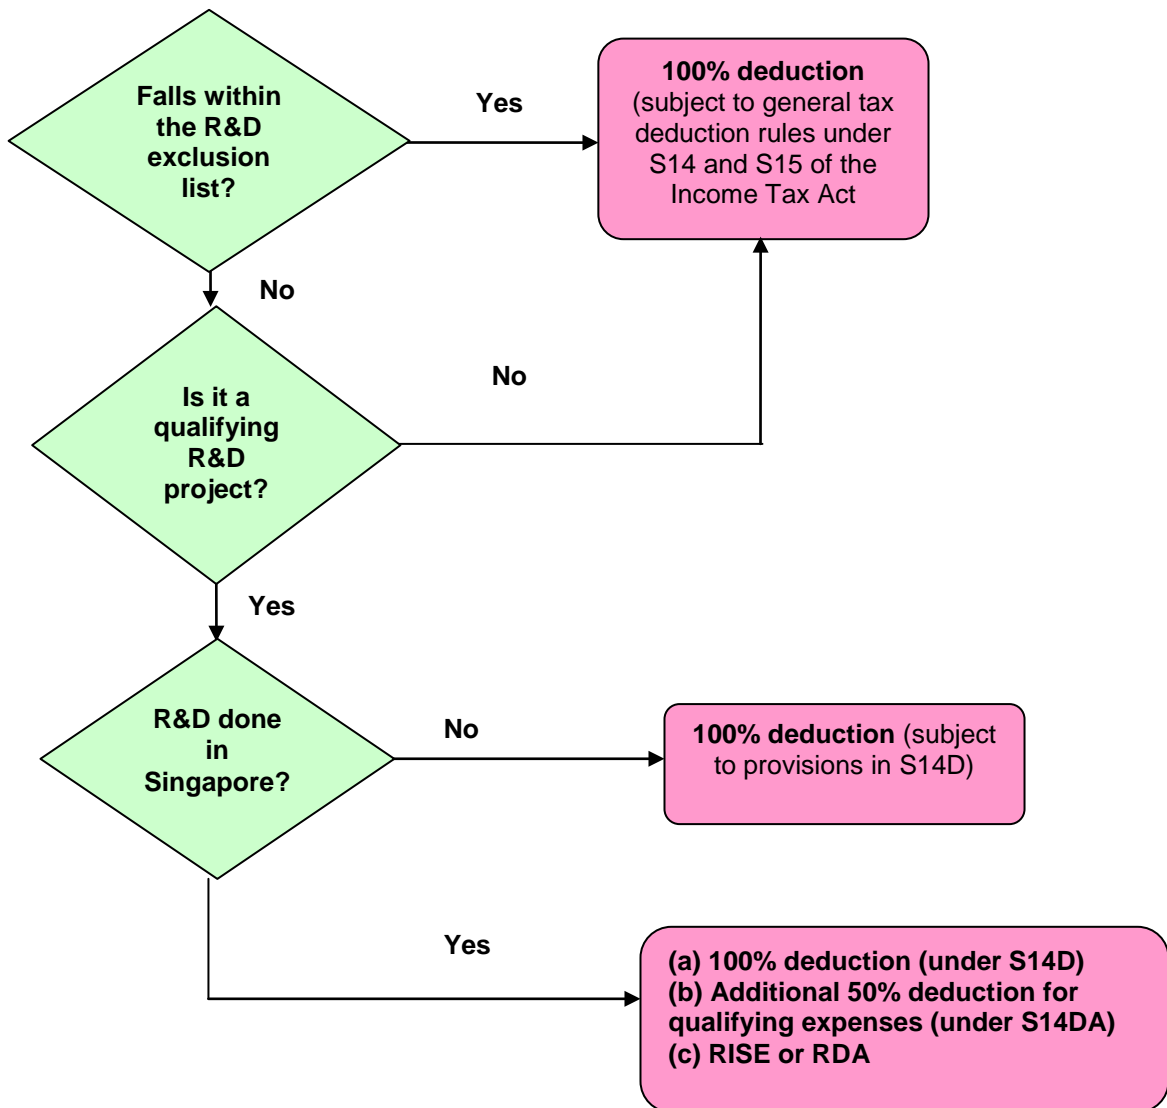 Falls within
the R&D
exclusion
list?
Yes
100% deduction
(subject to general tax
deduction rules under
S14 and S15 of the
Income Tax Act
No
Is it a
qualifying
R&D
project?
No
Yes
R&D done
in
Singapore?
No
100% deduction (subject
to provisions in S14D)
Yes
(a) 100% deduction (under S14D)
(b) Additional 50% deduction for
qualifying expenses (under S14DA)
(c) RISE or RDA